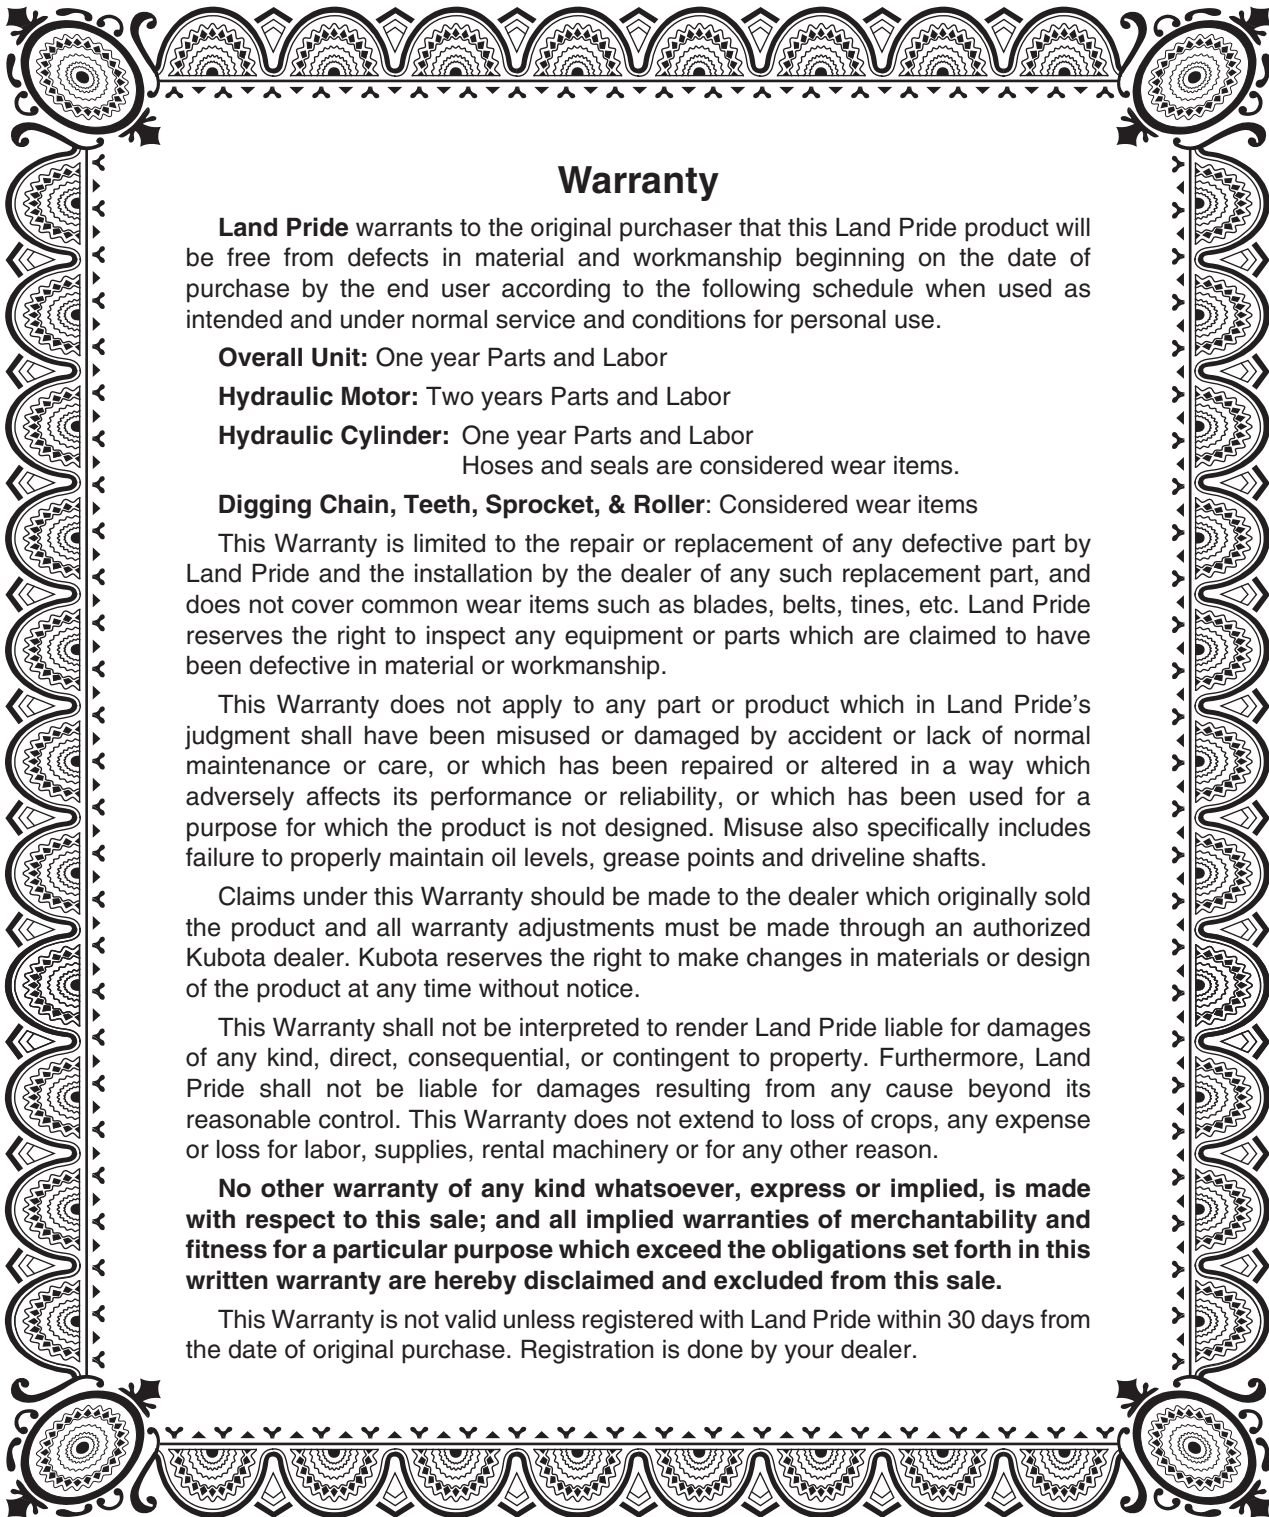 Warranty
Land Pride warrants to the original purchaser that this Land Pride product will
be free from defects in material and workmanship beginning on the date of
purchase by the end user according to the following schedule when used as
intended and under normal service and conditions for personal use.
Overall Unit: One year Parts and Labor
Hydraulic Motor: Two years Parts and Labor
Hydraulic Cylinder: One year Parts and Labor
Hoses and seals are considered wear items.
Digging Chain, Teeth, Sprocket, & Roller: Considered wear items
This Warranty is limited to the repair or replacement of any defective part by
Land Pride and the installation by the dealer of any such replacement part, and
does not cover common wear items such as blades, belts, tines, etc. Land Pride
reserves the right to inspect any equipment or parts which are claimed to have
been defective in material or workmanship.
This Warranty does not apply to any part or product which in Land Pride’s
judgment shall have been misused or damaged by accident or lack of normal
maintenance or care, or which has been repaired or altered in a way which
adversely affects its performance or reliability, or which has been used for a
purpose for which the product is not designed. Misuse also specifically includes
failure to properly maintain oil levels, grease points and driveline shafts.
Claims under this Warranty should be made to the dealer which originally sold
the product and all warranty adjustments must be made through an authorized
Kubota dealer. Kubota reserves the right to make changes in materials or design
of the product at any time without notice.
This Warranty shall not be interpreted to render Land Pride liable for damages
of any kind, direct, consequential, or contingent to property. Furthermore, Land
Pride shall not be liable for damages resulting from any cause beyond its
reasonable control. This Warranty does not extend to loss of crops, any expense
or loss for labor, supplies, rental machinery or for any other reason.
No other warranty of any kind whatsoever, express or implied, is made
with respect to this sale; and all implied warranties of merchantability and
fitness for a particular purpose which exceed the obligations set forth in this
written warranty are hereby disclaimed and excluded from this sale.
This Warranty is not valid unless registered with Land Pride within 30 days from
the date of original purchase. Registration is done by your dealer.